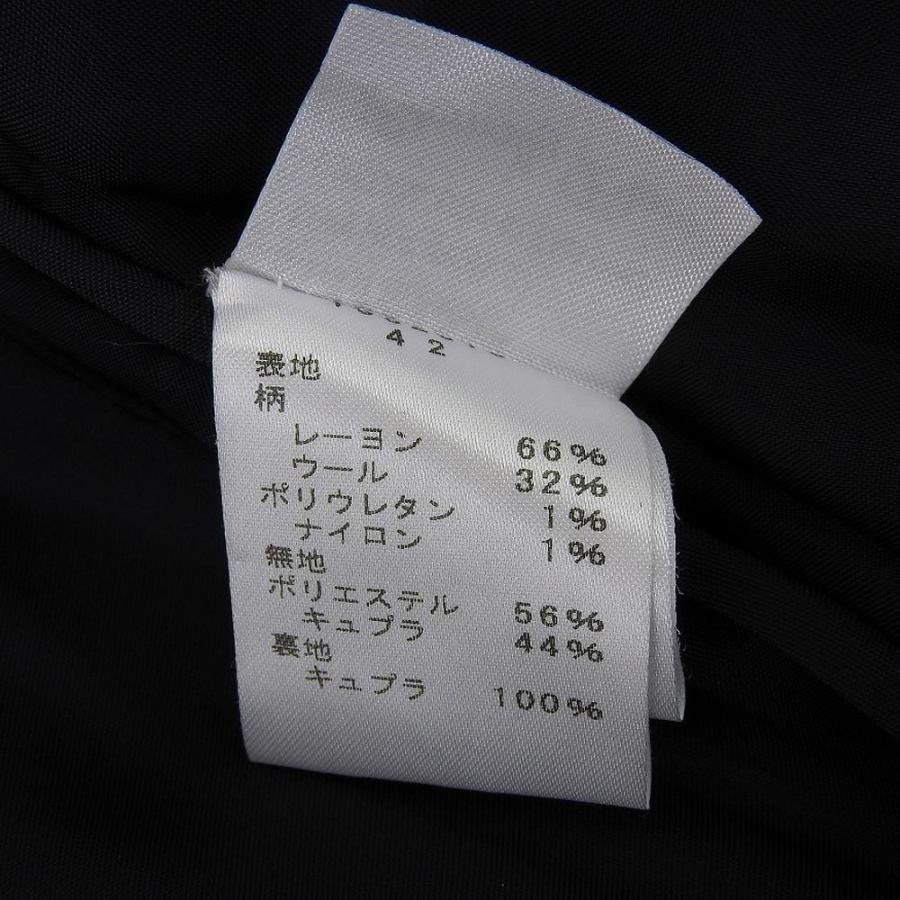 42
表地
柄
レーヨン 66%
ウール 32%
ポリウレタン 1%
ナイロン 1%
無地
ポリエステル 56%
キュプラ 44%
裏地
キュプラ 100%